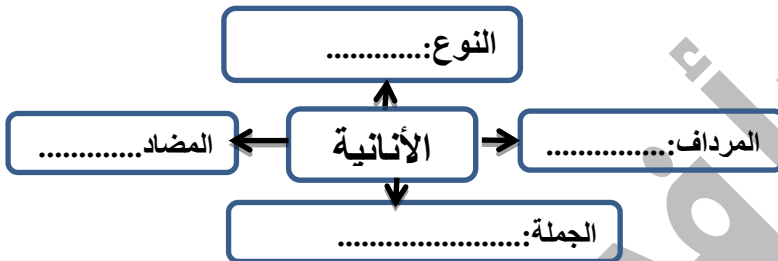 النوع:............
الأنانية
المرداف:...............
المضاد.............
الجملة:.......................